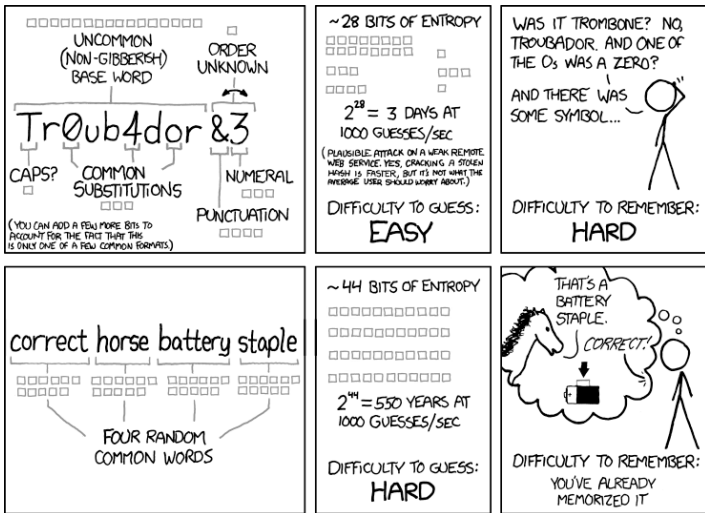 UNCOMMON
(NON-GIBBERISH)
BASE WORD
ORDER
UNKNOWN
Tr0ub4dor &3
CAPS?
COMMON
SUBSTITUTIONS
NUMERAL
PUNCTUATION
(YOU CAN ADD A FEW MORE BITS TO
ACCOUNT FOR THE FACT THAT THIS
IS ONLY ONE OF A FEW COMMON FORMATS.)
~28 BITS OF ENTROPY
2^28 = 3 DAYS AT
1000 GUESSES/SEC
(PLAUSIBLE ATTACK ON A WEAK REMOTE
WEB SERVICE. YES, CRACKING A STOLEN
HASH IS FASTER, BUT IT'S NOT WHAT THE
AVERAGE USER SHOULD WORRY ABOUT.)
DIFFICULTY TO GUESS:
EASY
WAS IT TROMBONE? NO,
TROUBADOR. AND ONE OF
THE Os WAS A ZERO?
AND THERE WAS
SOME SYMBOL...
DIFFICULTY TO REMEMBER:
HARD
correct horse battery staple
FOUR RANDOM
COMMON WORDS
~44 BITS OF ENTROPY
2^44 = 550 YEARS AT
1000 GUESSES/SEC
DIFFICULTY TO GUESS:
HARD
THAT'S A
BATTERY
STAPLE.
CORRECT!
DIFFICULTY TO REMEMBER:
YOU'VE ALREADY
MEMORIZED IT